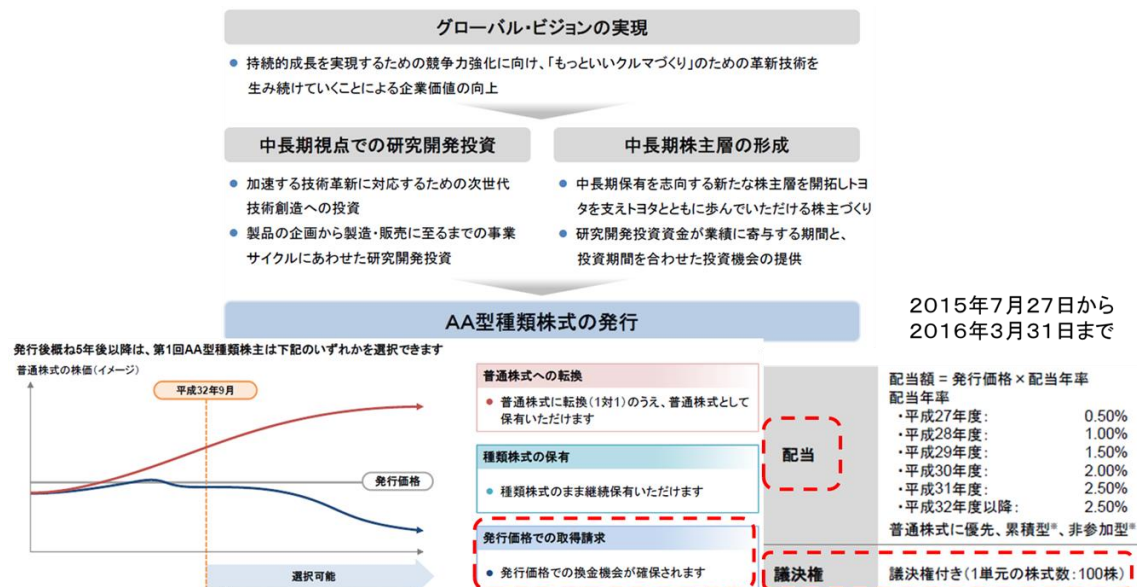 グローバル・ビジョンの実現
● 持続的成長を実現するための競争力強化に向け、「もっといいクルマづくり」のための革新技術を
生み続けていくことによる企業価値の向上
中長期視点での研究開発投資
● 加速する技術革新に対応するための次世代
技術創造への投資
● 製品の企画から製造・販売に至るまでの事業
サイクルにあわせた研究開発投資
中長期株主層の形成
● 中長期保有を志向する新たな株主層を開拓しトヨ
タを支えトヨタとともに歩んでいただける株主づくり
● 研究開発投資資金が業績に寄与する期間と、
投資期間を合わせた投資機会の提供
AA型種類株式の発行
2015年7月27日から
2016年3月31日まで
発行後概ね5年後以降は、第1回AA型種類株主は下記のいずれかを選択できます
普通株式の株価(イメージ)
平成32年9月
発行価格
選択可能
普通株式への転換
● 普通株式に転換(1対1)のうえ、普通株式として
保有いただけます
種類株式の保有
● 種類株式のまま継続保有いただけます
発行価格での取得請求
● 発行価格での換金機会が確保されます
配当
配当額 = 発行価格 × 配当年率
配当年率
・平成27年度: 0.50%
・平成28年度: 1.00%
・平成29年度: 1.50%
・平成30年度: 2.00%
・平成31年度: 2.50%
・平成32年度以降: 2.50%
普通株式に優先、累積型※、非参加型※
議決権
議決権付き(1単元の株式数:100株)